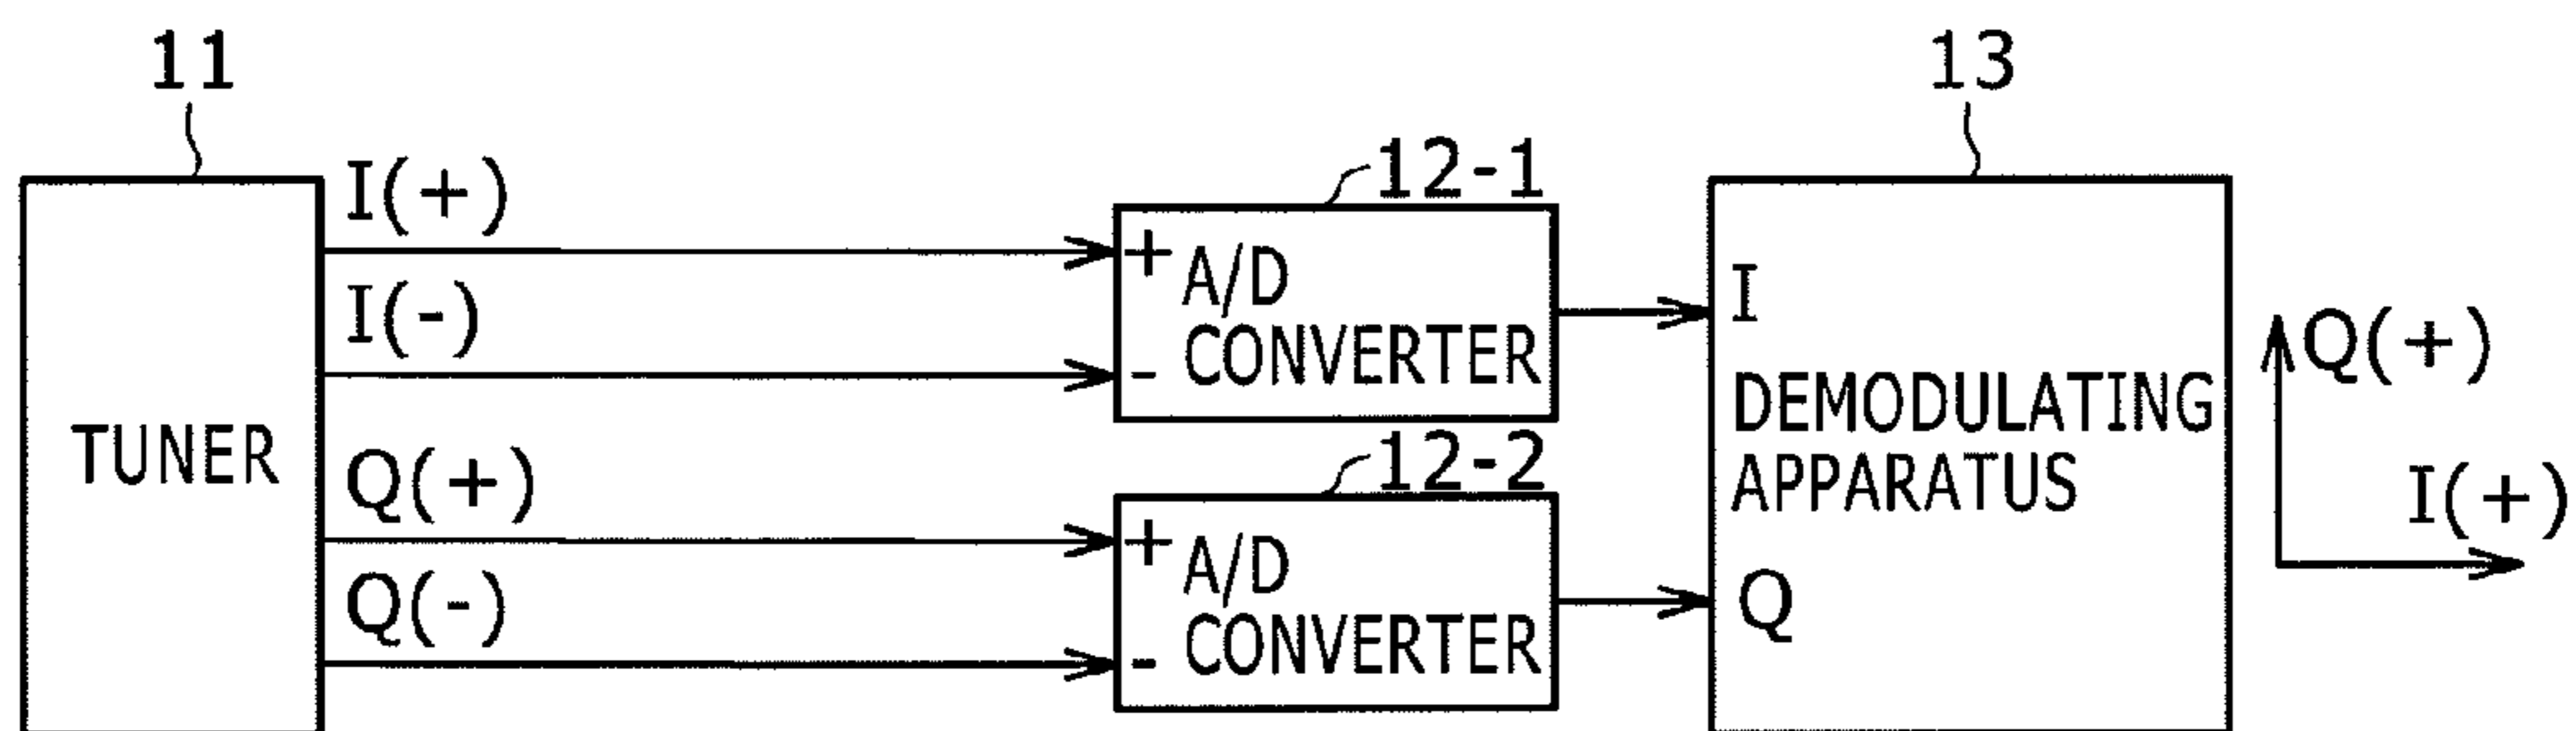 11
13
12-1
I(+)
I(-)
+ A/D
- CONVERTER
I
Q(+)
I(+)
DEMODULATING
APPARATUS
TUNER
12-2
Q(+)
Q(-)
+ A/D
- CONVERTER
Q